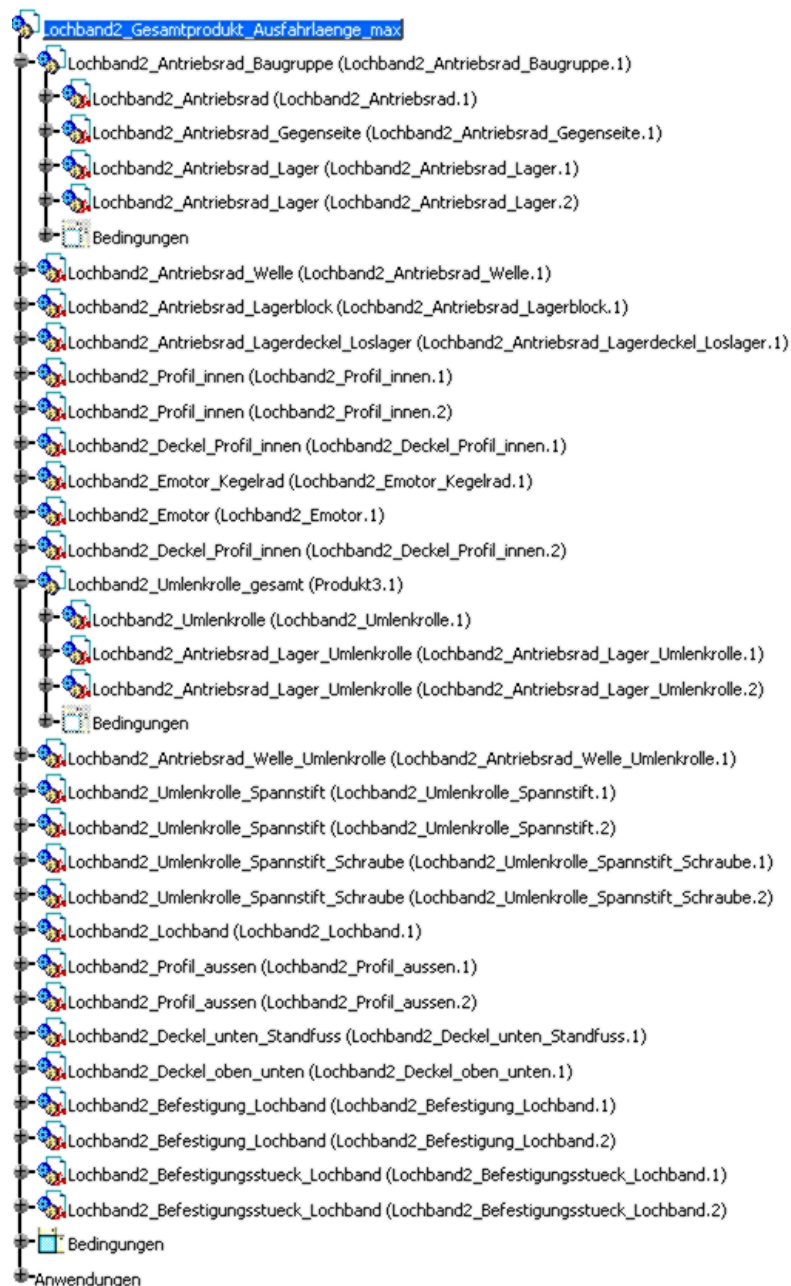 Lochband2_Gesamtprodukt_Ausfahrlaenge_max
Lochband2_Antriebsrad_Baugruppe (Lochband2_Antriebsrad_Baugruppe.1)
Lochband2_Antriebsrad (Lochband2_Antriebsrad.1)
Lochband2_Antriebsrad_Gegenseite (Lochband2_Antriebsrad_Gegenseite.1)
Lochband2_Antriebsrad_Lager (Lochband2_Antriebsrad_Lager.1)
Lochband2_Antriebsrad_Lager (Lochband2_Antriebsrad_Lager.2)
Bedingungen
Lochband2_Antriebsrad_Welle (Lochband2_Antriebsrad_Welle.1)
Lochband2_Antriebsrad_Lagerblock (Lochband2_Antriebsrad_Lagerblock.1)
Lochband2_Antriebsrad_Lagerdeckel_Loslager (Lochband2_Antriebsrad_Lagerdeckel_Loslager.1)
Lochband2_Profil_innen (Lochband2_Profil_innen.1)
Lochband2_Profil_innen (Lochband2_Profil_innen.2)
Lochband2_Deckel_Profil_innen (Lochband2_Deckel_Profil_innen.1)
Lochband2_Emotor_Kegelrad (Lochband2_Emotor_Kegelrad.1)
Lochband2_Emotor (Lochband2_Emotor.1)
Lochband2_Deckel_Profil_innen (Lochband2_Deckel_Profil_innen.2)
Lochband2_Umlenkrolle_gesamt (Produkt3.1)
Lochband2_Umlenkrolle (Lochband2_Umlenkrolle.1)
Lochband2_Antriebsrad_Lager_Umlenkrolle (Lochband2_Antriebsrad_Lager_Umlenkrolle.1)
Lochband2_Antriebsrad_Lager_Umlenkrolle (Lochband2_Antriebsrad_Lager_Umlenkrolle.2)
Bedingungen
Lochband2_Antriebsrad_Welle_Umlenkrolle (Lochband2_Antriebsrad_Welle_Umlenkrolle.1)
Lochband2_Umlenkrolle_Spannstift (Lochband2_Umlenkrolle_Spannstift.1)
Lochband2_Umlenkrolle_Spannstift (Lochband2_Umlenkrolle_Spannstift.2)
Lochband2_Umlenkrolle_Spannstift_Schraube (Lochband2_Umlenkrolle_Spannstift_Schraube.1)
Lochband2_Umlenkrolle_Spannstift_Schraube (Lochband2_Umlenkrolle_Spannstift_Schraube.2)
Lochband2_Lochband (Lochband2_Lochband.1)
Lochband2_Profil_aussen (Lochband2_Profil_aussen.1)
Lochband2_Profil_aussen (Lochband2_Profil_aussen.2)
Lochband2_Deckel_unten_Standfuss (Lochband2_Deckel_unten_Standfuss.1)
Lochband2_Deckel_oben_unten (Lochband2_Deckel_oben_unten.1)
Lochband2_Befestigung_Lochband (Lochband2_Befestigung_Lochband.1)
Lochband2_Befestigung_Lochband (Lochband2_Befestigung_Lochband.2)
Lochband2_Befestigungsstueck_Lochband (Lochband2_Befestigungsstueck_Lochband.1)
Lochband2_Befestigungsstueck_Lochband (Lochband2_Befestigungsstueck_Lochband.2)
Bedingungen
Anwendungen